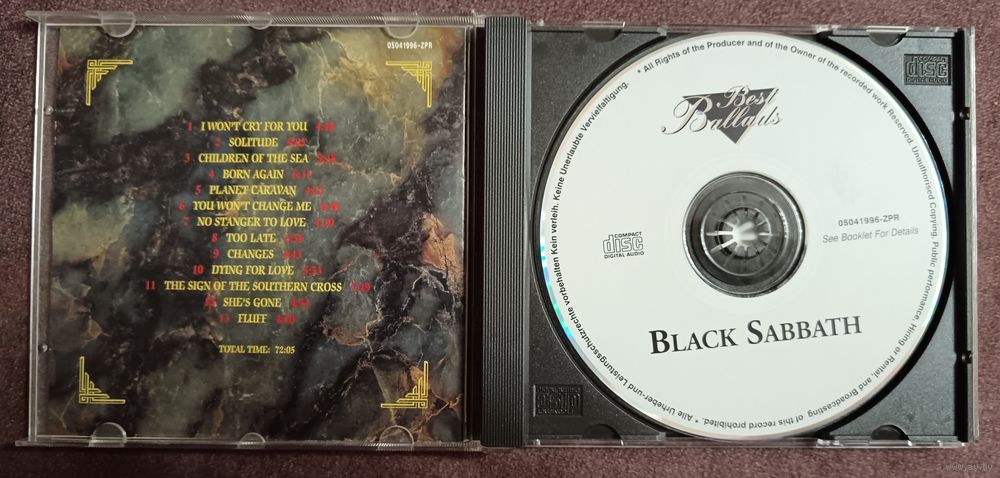 05041996-ZPR
1 I WON'T CRY FOR YOU
2 SOLITUDE
3 CHILDREN OF THE SEA
4 BORN AGAIN
5 PLANET CARAVAN
6 YOU WON'T CHANGE ME
7 NO STANGER TO LOVE
8 TOO LATE
9 CHANGES
10 DYING FOR LOVE
11 THE SIGN OF THE SOUTHERN CROSS 7:49
12 SHE'S GONE
13 FLUFF
TOTAL TIME: 72:05
Best
Ballads
COMPACT
disc
DIGITAL AUDIO
05041996-ZPR
See Booklet For Details
BLACK SABBATH
* All Rights of the Producer and of the Owner of the recorded work Reserved. Unauthorised Copying, Public performance, Hiring or Rental, and Broadcasting of this record prohibited.
* Alle Urheber-und Leistungsschutzrechte vorbehalten Kein verleih. Keine Unerlaubte Vervielfaltigung.
COMPACT
disc